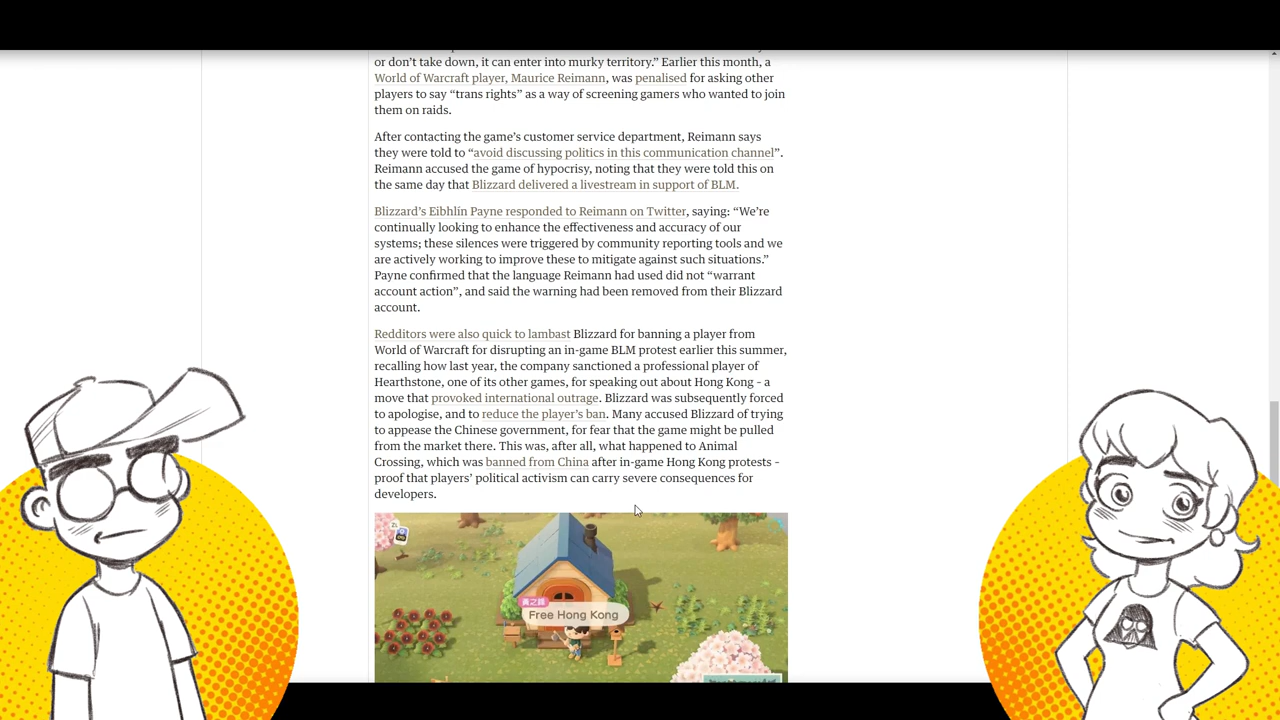 or don’t take down, it can enter into murky territory.” Earlier this month, a
World of Warcraft player, Maurice Reimann, was penalised for asking other
players to say “trans rights” as a way of screening gamers who wanted to join
them on raids.
After contacting the game’s customer service department, Reimann says
they were told to “avoid discussing politics in this communication channel”.
Reimann accused the game of hypocrisy, noting that they were told this on
the same day that Blizzard delivered a livestream in support of BLM.
Blizzard’s Eibhlín Payne responded to Reimann on Twitter, saying: “We’re
continually looking to enhance the effectiveness and accuracy of our
systems; these silences were triggered by community reporting tools and we
are actively working to improve these to mitigate against such situations.”
Payne confirmed that the language Reimann had used did not “warrant
account action”, and said the warning had been removed from their Blizzard
account.
Redditors were also quick to lambast Blizzard for banning a player from
World of Warcraft for disrupting an in-game BLM protest earlier this summer,
recalling how last year, the company sanctioned a professional player of
Hearthstone, one of its other games, for speaking out about Hong Kong – a
move that provoked international outrage. Blizzard was subsequently forced
to apologise, and to reduce the player’s ban. Many accused Blizzard of trying
to appease the Chinese government, for fear that the game might be pulled
from the market there. This was, after all, what happened to Animal
Crossing, which was banned from China after in-game Hong Kong protests –
proof that players’ political activism can carry severe consequences for
developers.
黃之鋒
Free Hong Kong